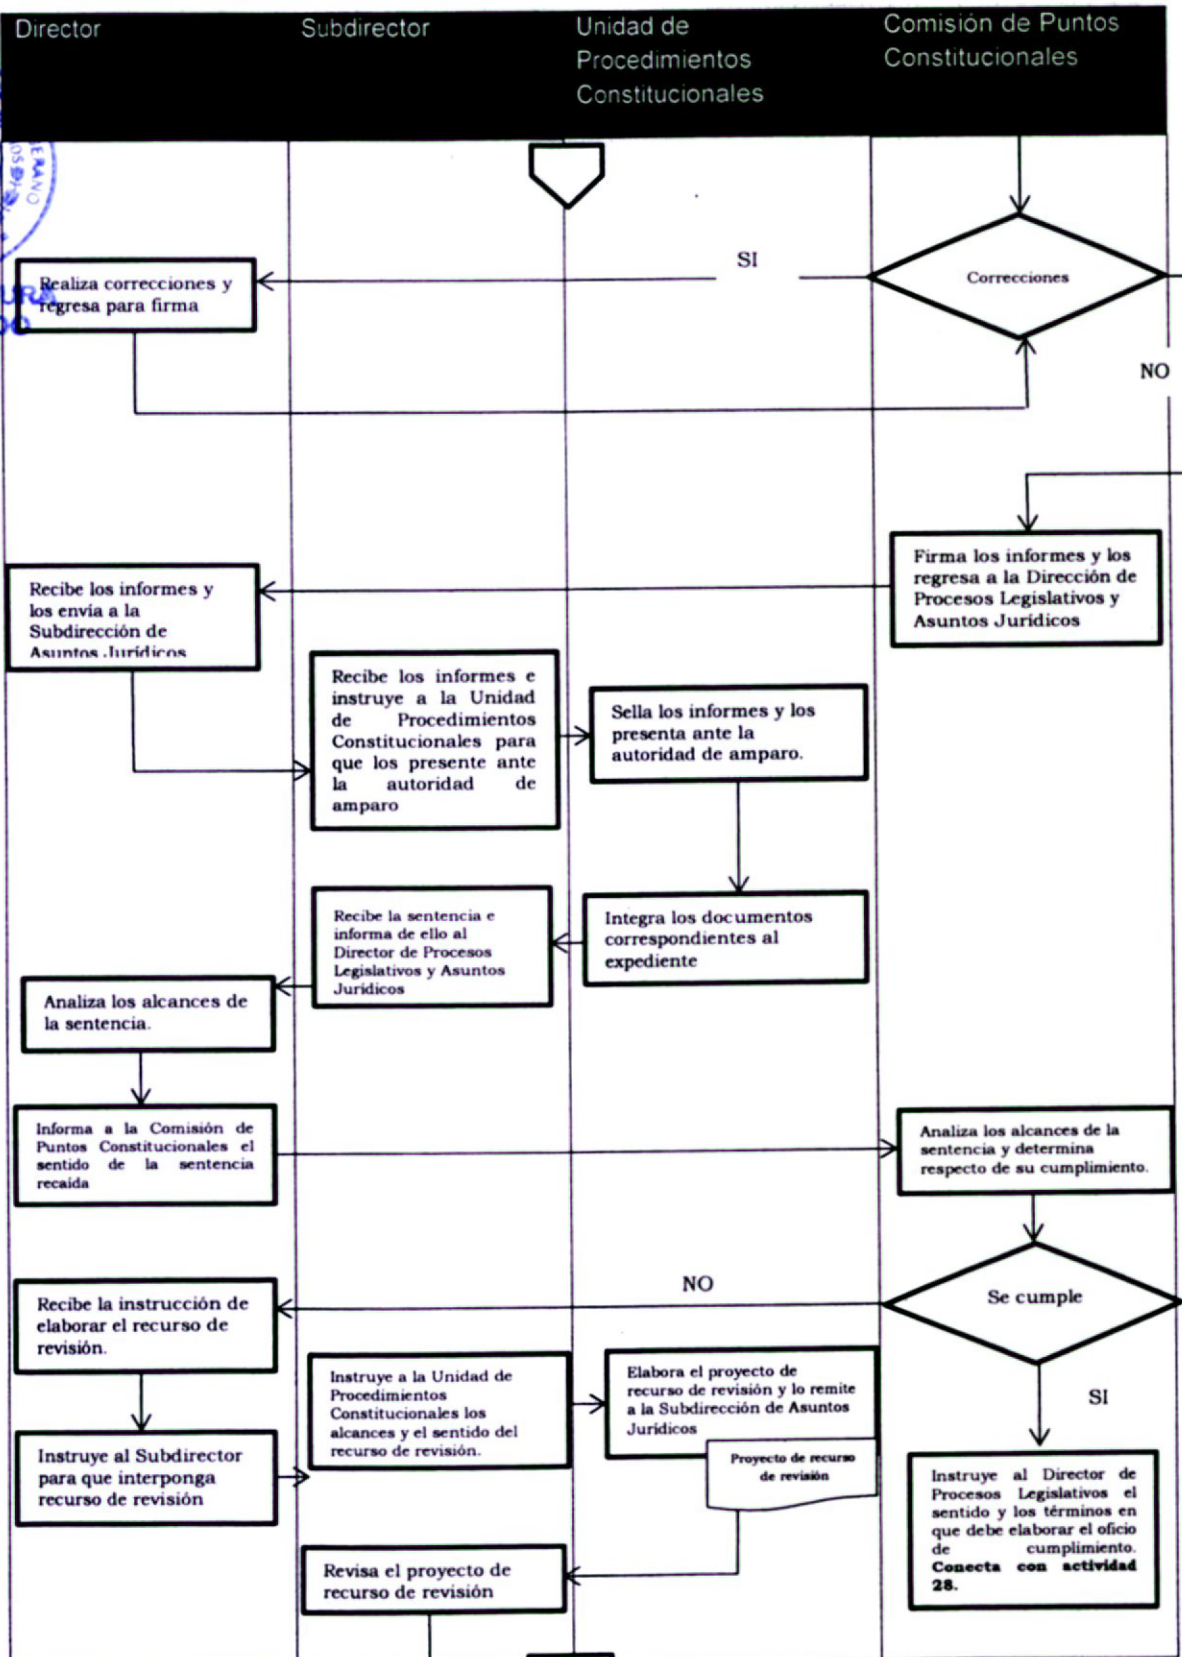 Director
Subdirector
Unidad de
Procedimientos
Constitucionales
Comisión de Puntos
Constitucionales
ERANO
URA
SI
Correcciones
Realiza correcciones y
regresa para firma
NO
Firma los informes y los
regresa a la Dirección de
Procesos Legislativos y
Asuntos Jurídicos
Recibe los informes y
los envía a la
Subdirección de
Asuntos Jurídicos
Recibe los informes e
instruye a la Unidad
de Procedimientos
Constitucionales para
que los presente ante
la autoridad de
amparo
Sella los informes y los
presenta ante la
autoridad de amparo.
Integra los documentos
correspondientes al
expediente
Recibe la sentencia e
informa de ello al
Director de Procesos
Legislativos y Asuntos
Jurídicos
Analiza los alcances de
la sentencia.
Informa a la Comisión de
Puntos Constitucionales el
sentido de la sentencia
recaída
Analiza los alcances de la
sentencia y determina
respecto de su cumplimiento.
Se cumple
NO
SI
Recibe la instrucción de
elaborar el recurso de
revisión.
Instruye al Subdirector
para que interponga
recurso de revisión
Instruye a la Unidad de
Procedimientos
Constitucionales los
alcances y el sentido del
recurso de revisión.
Elabora el proyecto de
recurso de revisión y lo remite
a la Subdirección de Asuntos
Jurídicos
Proyecto de recurso
de revisión
Instruye al Director de
Procesos Legislativos el
sentido y los términos en
que debe elaborar el oficio
de cumplimiento.
Conecta con actividad
28.
Revisa el proyecto de
recurso de revisión